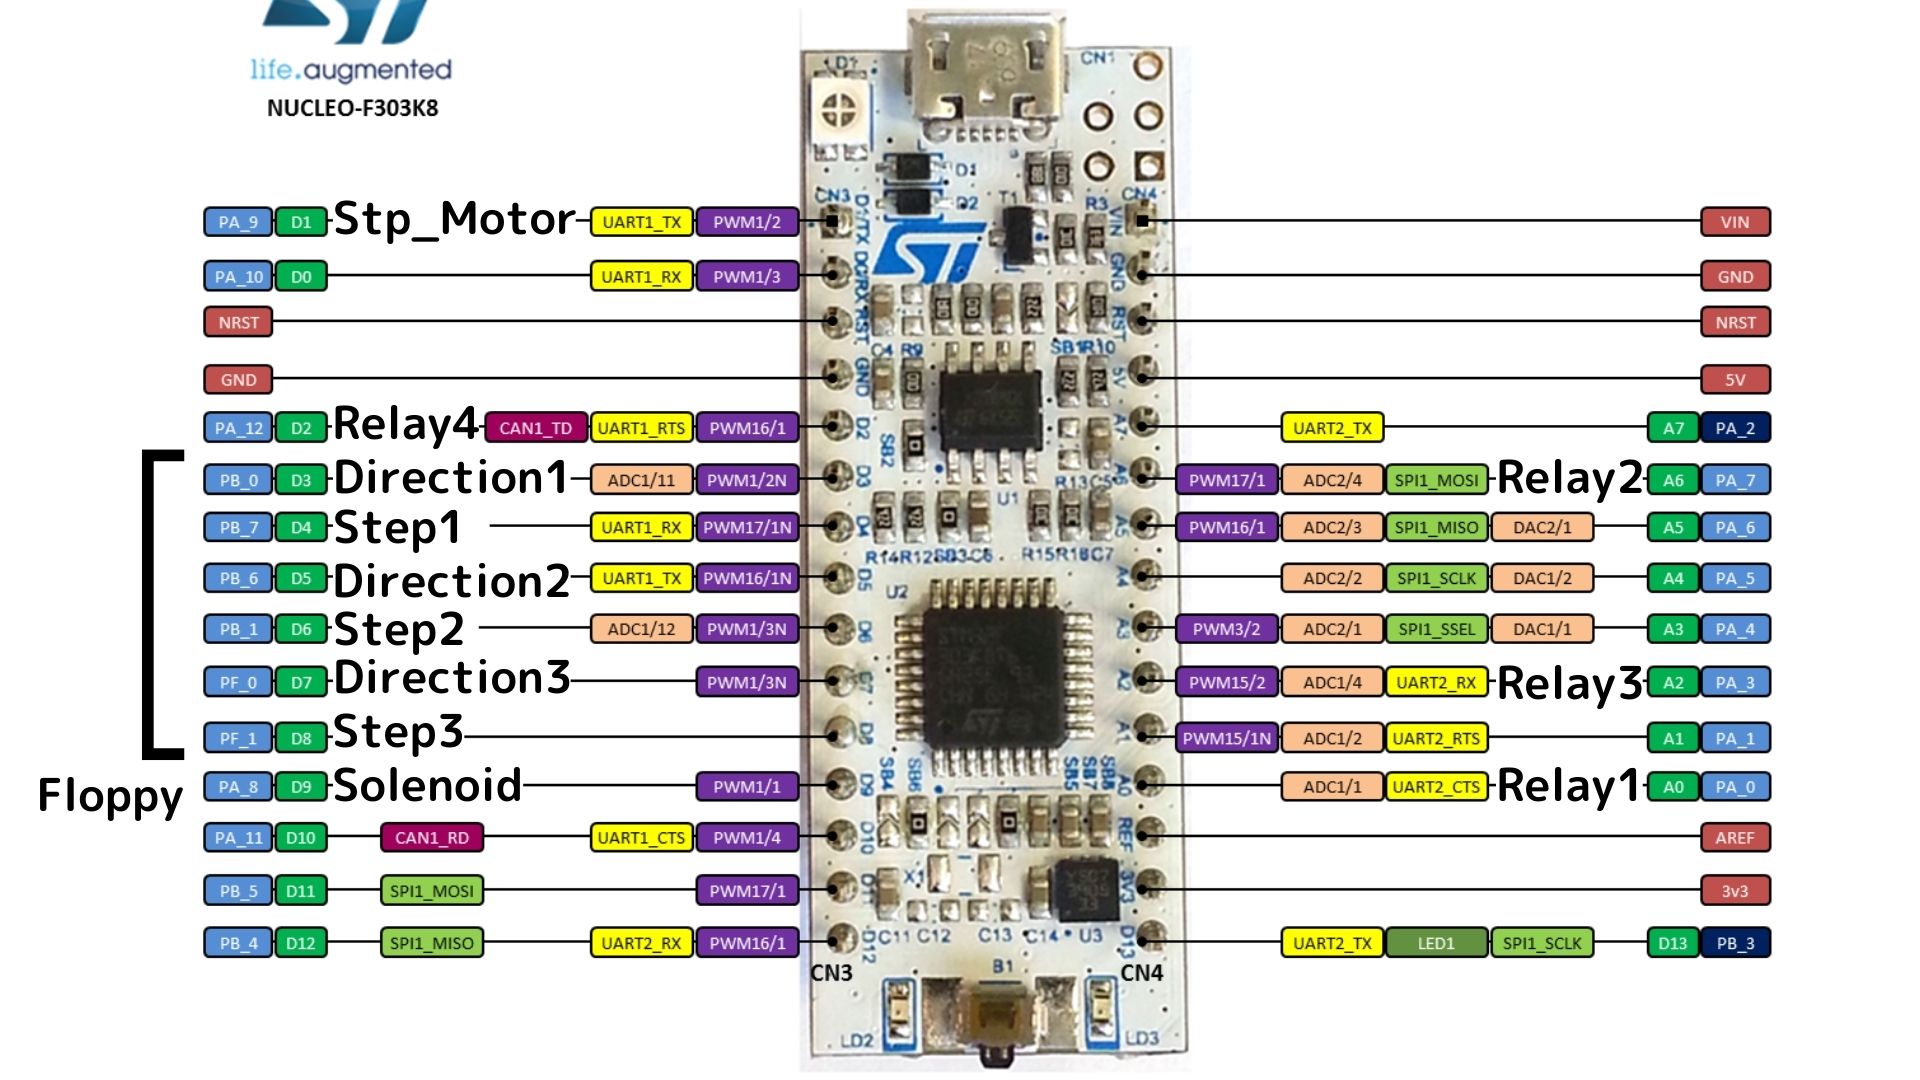 life.augmented
NUCLEO-F303K8
PA_9 D1 Stp_Motor UART1_TX PWM1/2
PA_10 D0 UART1_RX PWM1/3
NRST
GND
PA_12 D2 Relay4 CAN1_TD UART1_RTS PWM16/1
PB_0 D3 Direction1 ADC1/11 PWM1/2N
PB_7 D4 Step1 UART1_RX PWM17/1N
PB_6 D5 Direction2 UART1_TX PWM16/1N
PB_1 D6 Step2 ADC1/12 PWM1/3N
PF_0 D7 Direction3 PWM1/3N
PF_1 D8 Step3
Floppy
PA_8 D9 Solenoid PWM1/1
PA_11 D10 CAN1_RD UART1_CTS PWM1/4
PB_5 D11 SPI1_MOSI PWM17/1
PB_4 D12 SPI1_MISO UART2_RX PWM16/1
CN1
D1
D2
T1
R3
CN3
CN4
D1/TX
VIN
GND
RST
RST
GND
5V
C4 R9
SB1 R10
D2
A7
SB2
D3
A6
U1
R13 C5
D4
A5
R14 R12 SB3 C6
R15 R16 C7
D5
A4
U2
D6
A3
D7
A2
D8
A1
SB4
SB6
SB5
SB7
SB8
D9
A0
D10
REF
X1
D11
3V3
D12
D13
C11 C12 C13 C14 U3
CN3
CN4
B1
LD2
LD3
VIN
GND
NRST
5V
UART2_TX A7 PA_2
PWM17/1 ADC2/4 SPI1_MOSI Relay2 A6 PA_7
PWM16/1 ADC2/3 SPI1_MISO DAC2/1 A5 PA_6
ADC2/2 SPI1_SCLK DAC1/2 A4 PA_5
PWM3/2 ADC2/1 SPI1_SSEL DAC1/1 A3 PA_4
PWM15/2 ADC1/4 UART2_RX Relay3 A2 PA_3
PWM15/1N ADC1/2 UART2_RTS A1 PA_1
ADC1/1 UART2_CTS Relay1 A0 PA_0
AREF
3v3
UART2_TX LED1 SPI1_SCLK D13 PB_3